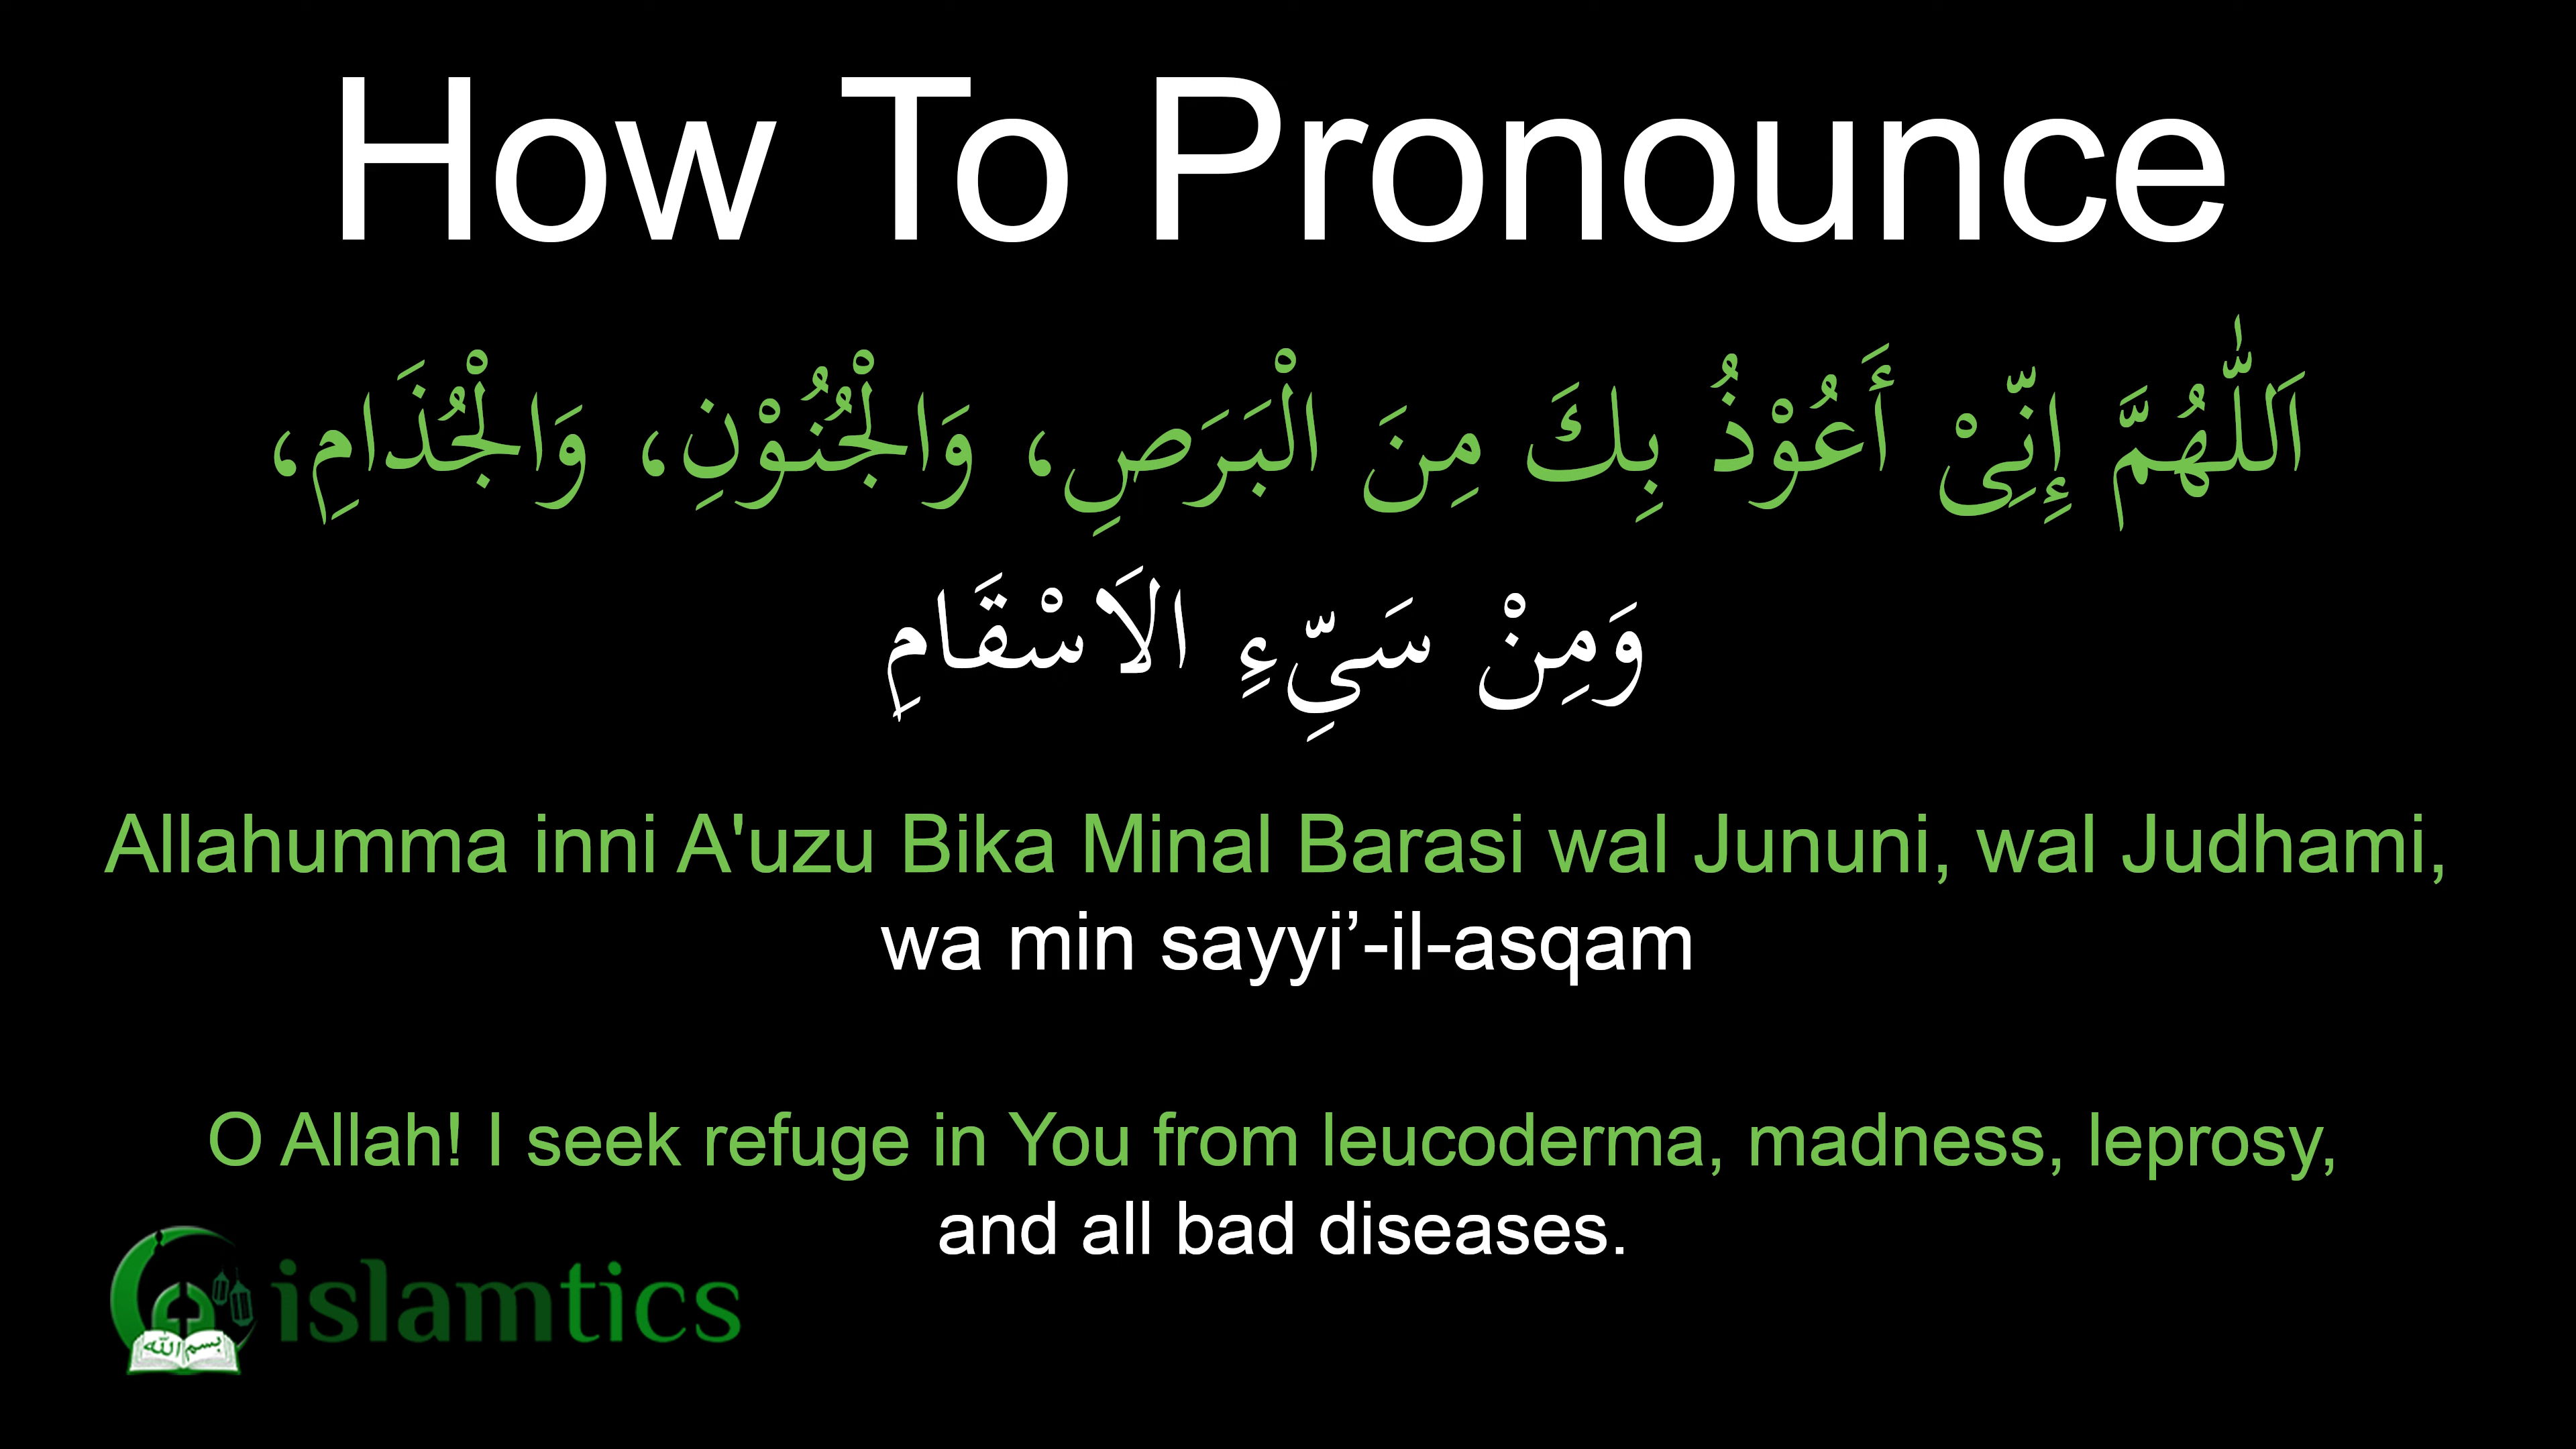 How To Pronounce
اَللّٰهُمَّ إِنِّىْ أَعُوْذُ بِكَ مِنَ الْبَرَصِ، وَالْجُنُوْنِ، وَالْجُذَامِ،
وَمِنْ سَيِّءِ الاَسْقَامِ
Allahumma inni A'uzu Bika Minal Barasi wal Jununi, wal Judhami,
wa min sayyi’-il-asqam
O Allah! I seek refuge in You from leucoderma, madness, leprosy,
and all bad diseases.
islamtics
بسم الله